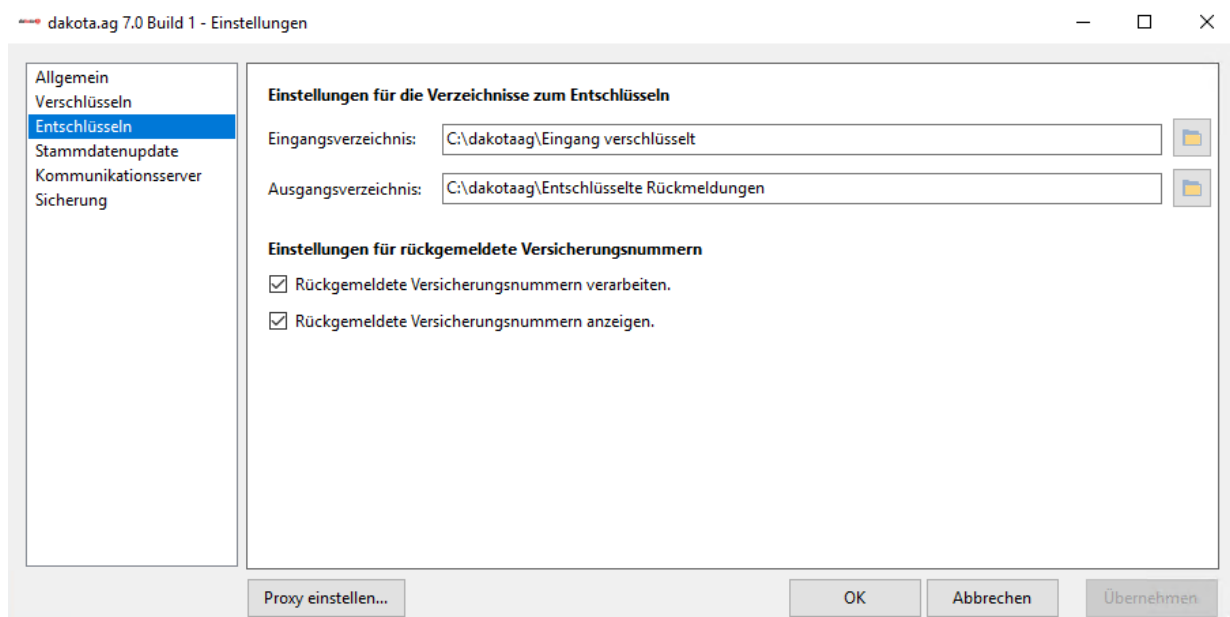 dakota.ag 7.0 Build 1 - Einstellungen
Allgemein
Verschlüsseln
Entschlüsseln
Stammdatenupdate
Kommunikationsserver
Sicherung
Einstellungen für die Verzeichnisse zum Entschlüsseln
Eingangsverzeichnis: C:\dakotaag\Eingang verschlüsselt
Ausgangsverzeichnis: C:\dakotaag\Entschlüsselte Rückmeldungen
Einstellungen für rückgemeldete Versicherungsnummern
Rückgemeldete Versicherungsnummern verarbeiten.
Rückgemeldete Versicherungsnummern anzeigen.
Proxy einstellen... OK Abbrechen Übernehmen